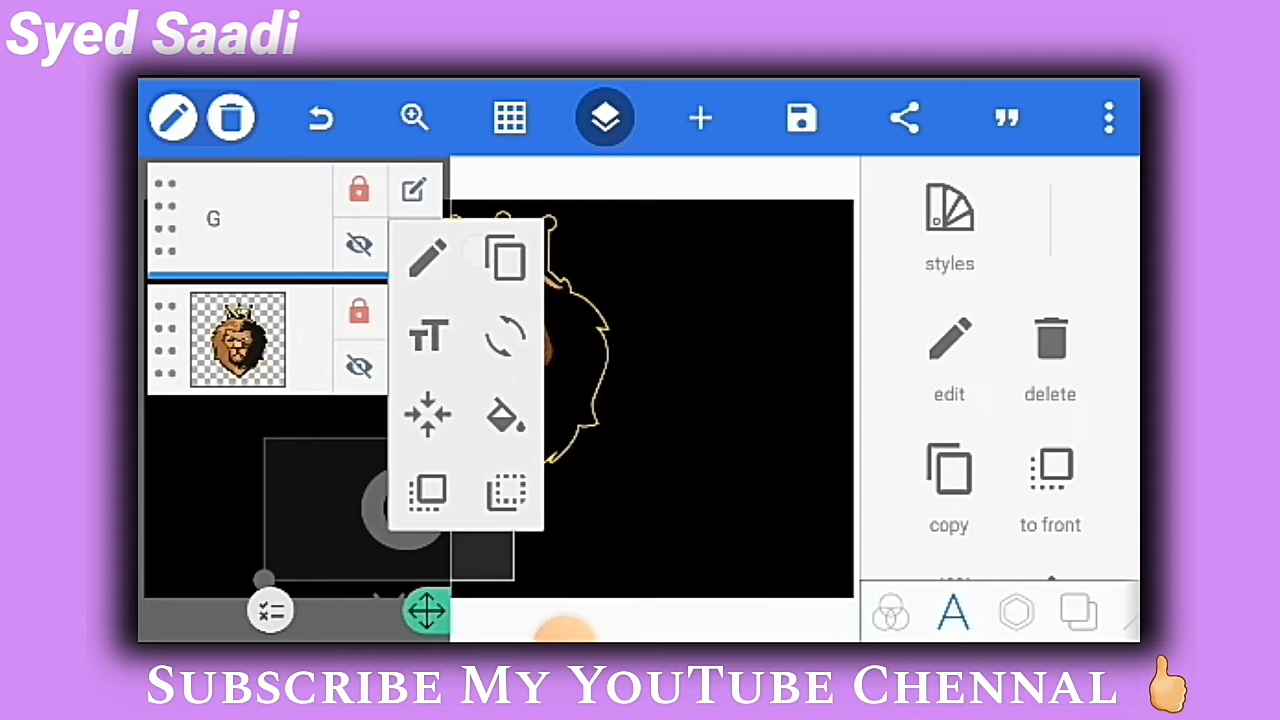 Syed Saadi
G
styles
edit
delete
copy
to front
Subscribe My YouTube Chennal